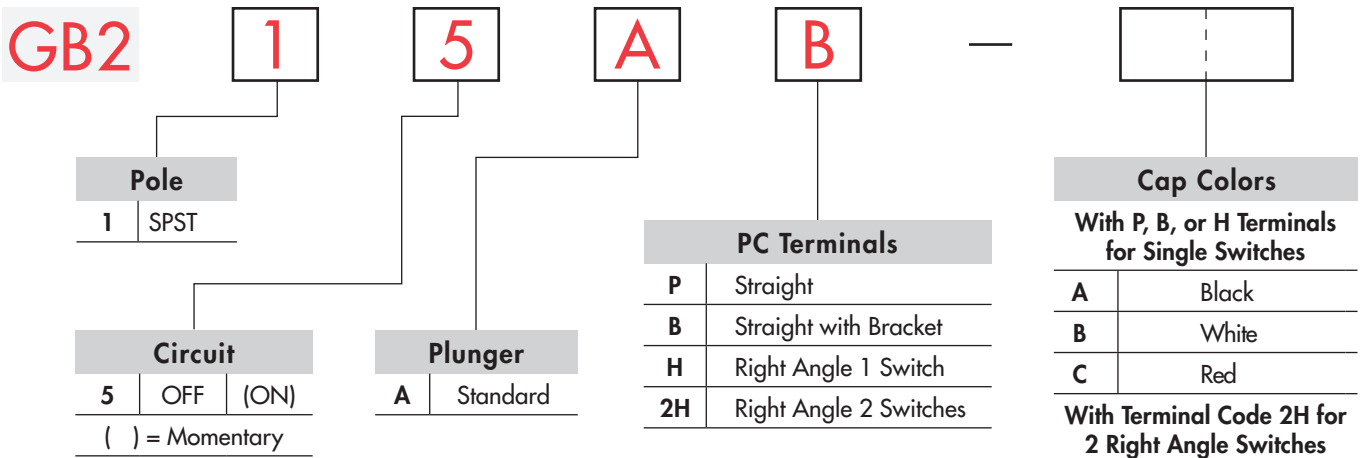 GB2 1 5 A B —
Pole
1 SPST
Circuit
5 OFF (ON)
( ) = Momentary
Plunger
A Standard
PC Terminals
P Straight
B Straight with Bracket
H Right Angle 1 Switch
2H Right Angle 2 Switches
Cap Colors
With P, B, or H Terminals
for Single Switches
A Black
B White
C Red
With Terminal Code 2H for
2 Right Angle Switches